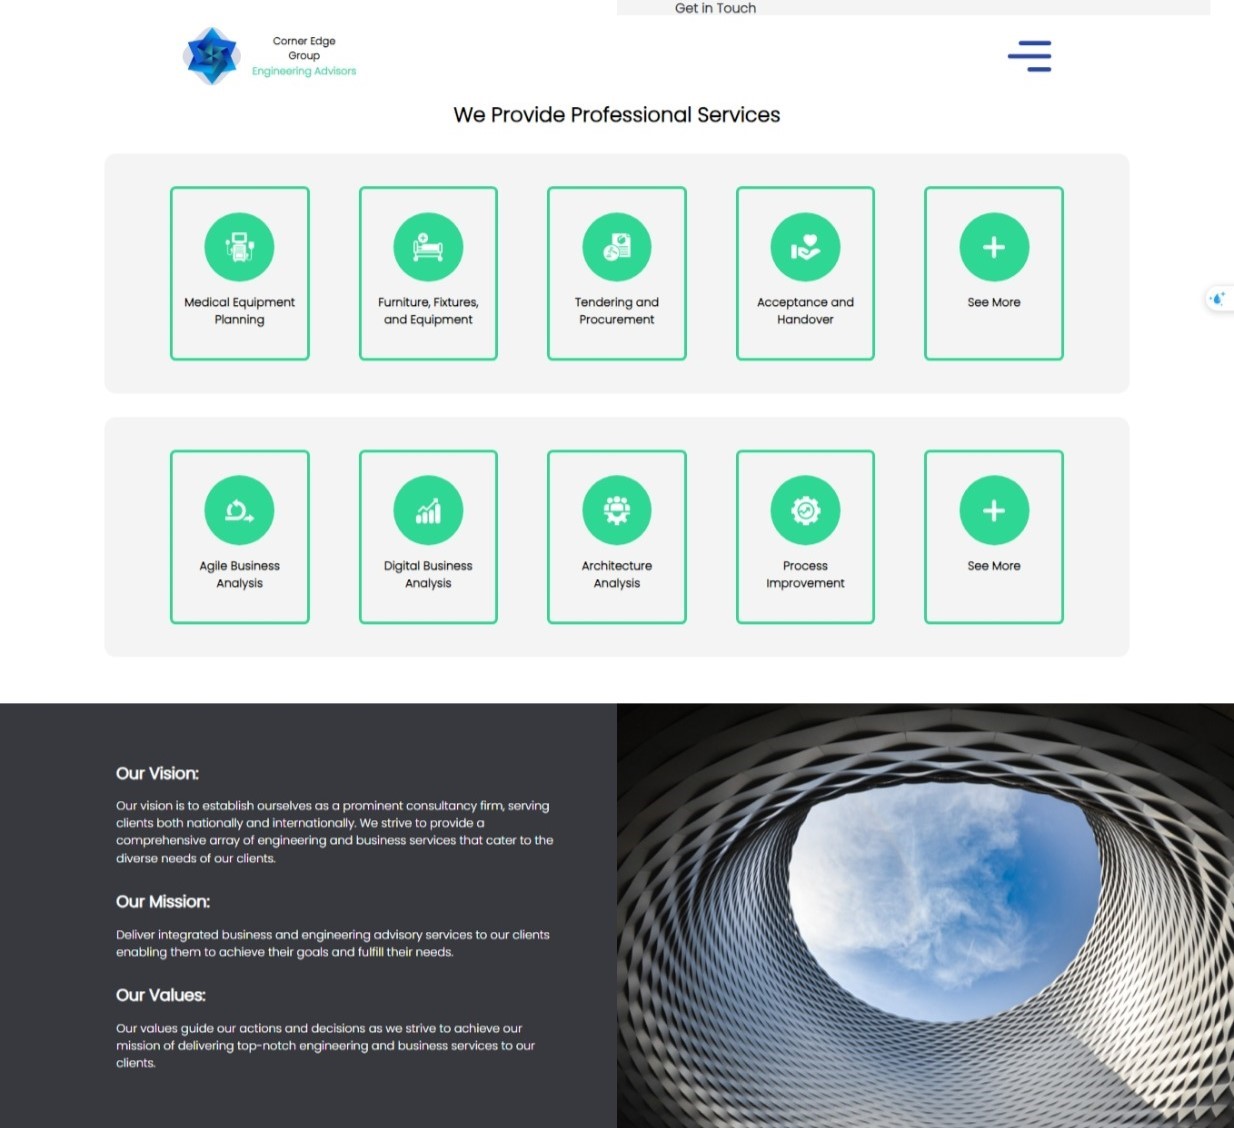 Get in Touch
Corner Edge
Group
Engineering Advisors
We Provide Professional Services
Medical Equipment
Planning
Furniture, Fixtures,
and Equipment
Tendering and
Procurement
Acceptance and
Handover
See More
Agile Business
Analysis
Digital Business
Analysis
Architecture
Analysis
Process
Improvement
See More
Our Vision:
Our vision is to establish ourselves as a prominent consultancy firm, serving
clients both nationally and internationally. We strive to provide a
comprehensive array of engineering and business services that cater to the
diverse needs of our clients.
Our Mission:
Deliver integrated business and engineering advisory services to our clients
enabling them to achieve their goals and fulfill their needs.
Our Values:
Our values guide our actions and decisions as we strive to achieve our
mission of delivering top-notch engineering and business services to our
clients.